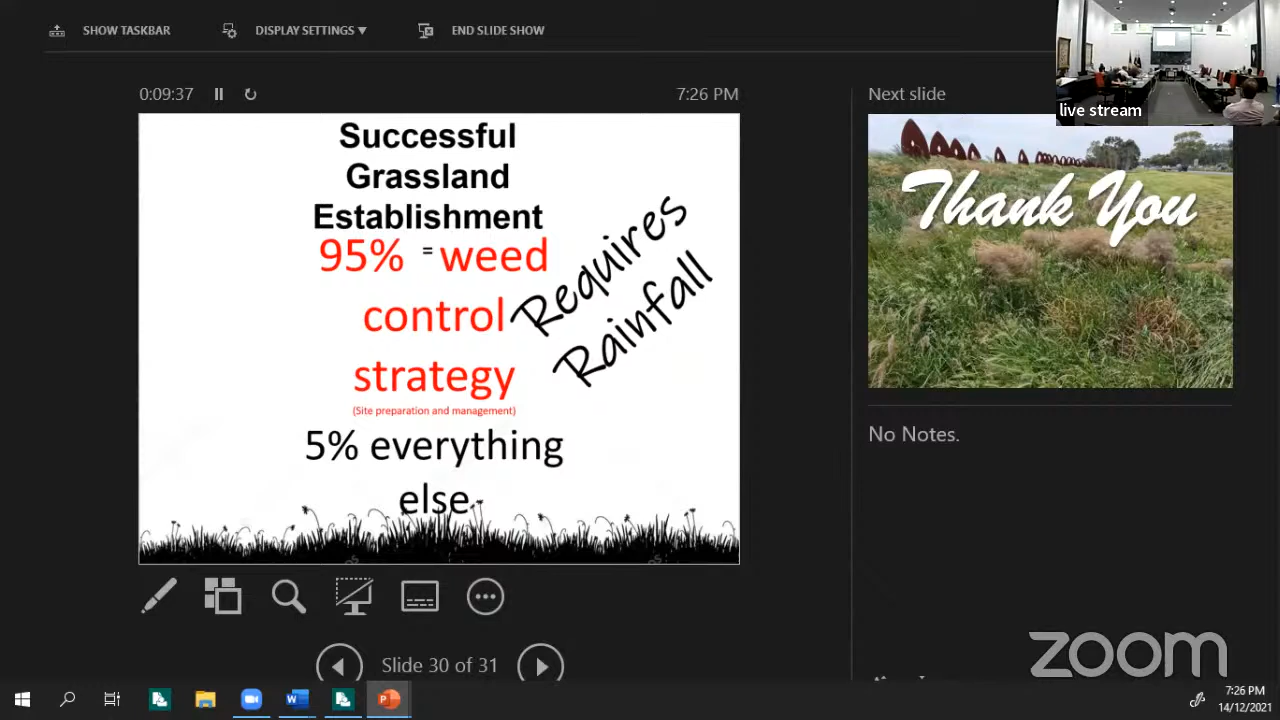 SHOW TASKBAR
DISPLAY SETTINGS
END SLIDE SHOW
live stream
0:09:37
7:26 PM
Next slide
Successful
Grassland
Establishment
=
95% weed
control
strategy
(Site preparation and management)
5% everything
else
Requires
Rainfall
Thank You
No Notes.
Slide 30 of 31
zoom
7:26 PM
14/12/2021